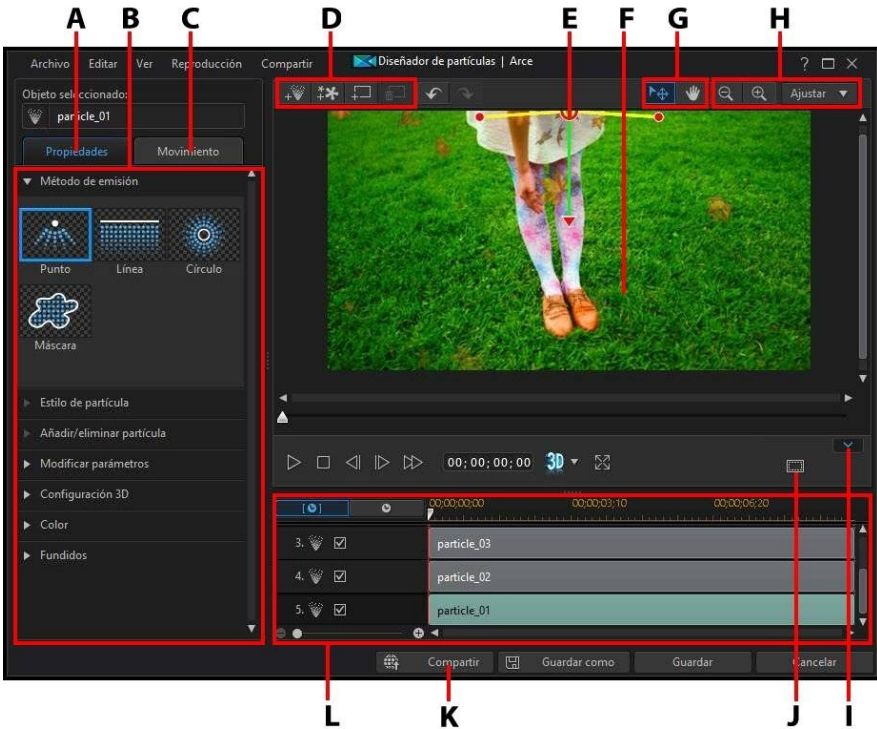 A B C D E F G H
Archivo Editar Ver Reproducción Compartir Diseñador de partículas | Arce ?
Objeto seleccionado:
particle_01
Propiedades Movimiento
Método de emisión
Punto Línea Círculo
Máscara
Estilo de partícula
Añadir/eliminar partícula
Modificar parámetros
Configuración 3D
Color
Fundidos
Ajustar
00;00;00;00 3D
00;00;00;00 00;00;03;10 00;00;06;20
3. particle_03
4. particle_02
5. particle_01
Compartir Guardar como Guardar Cancelar
L K J I